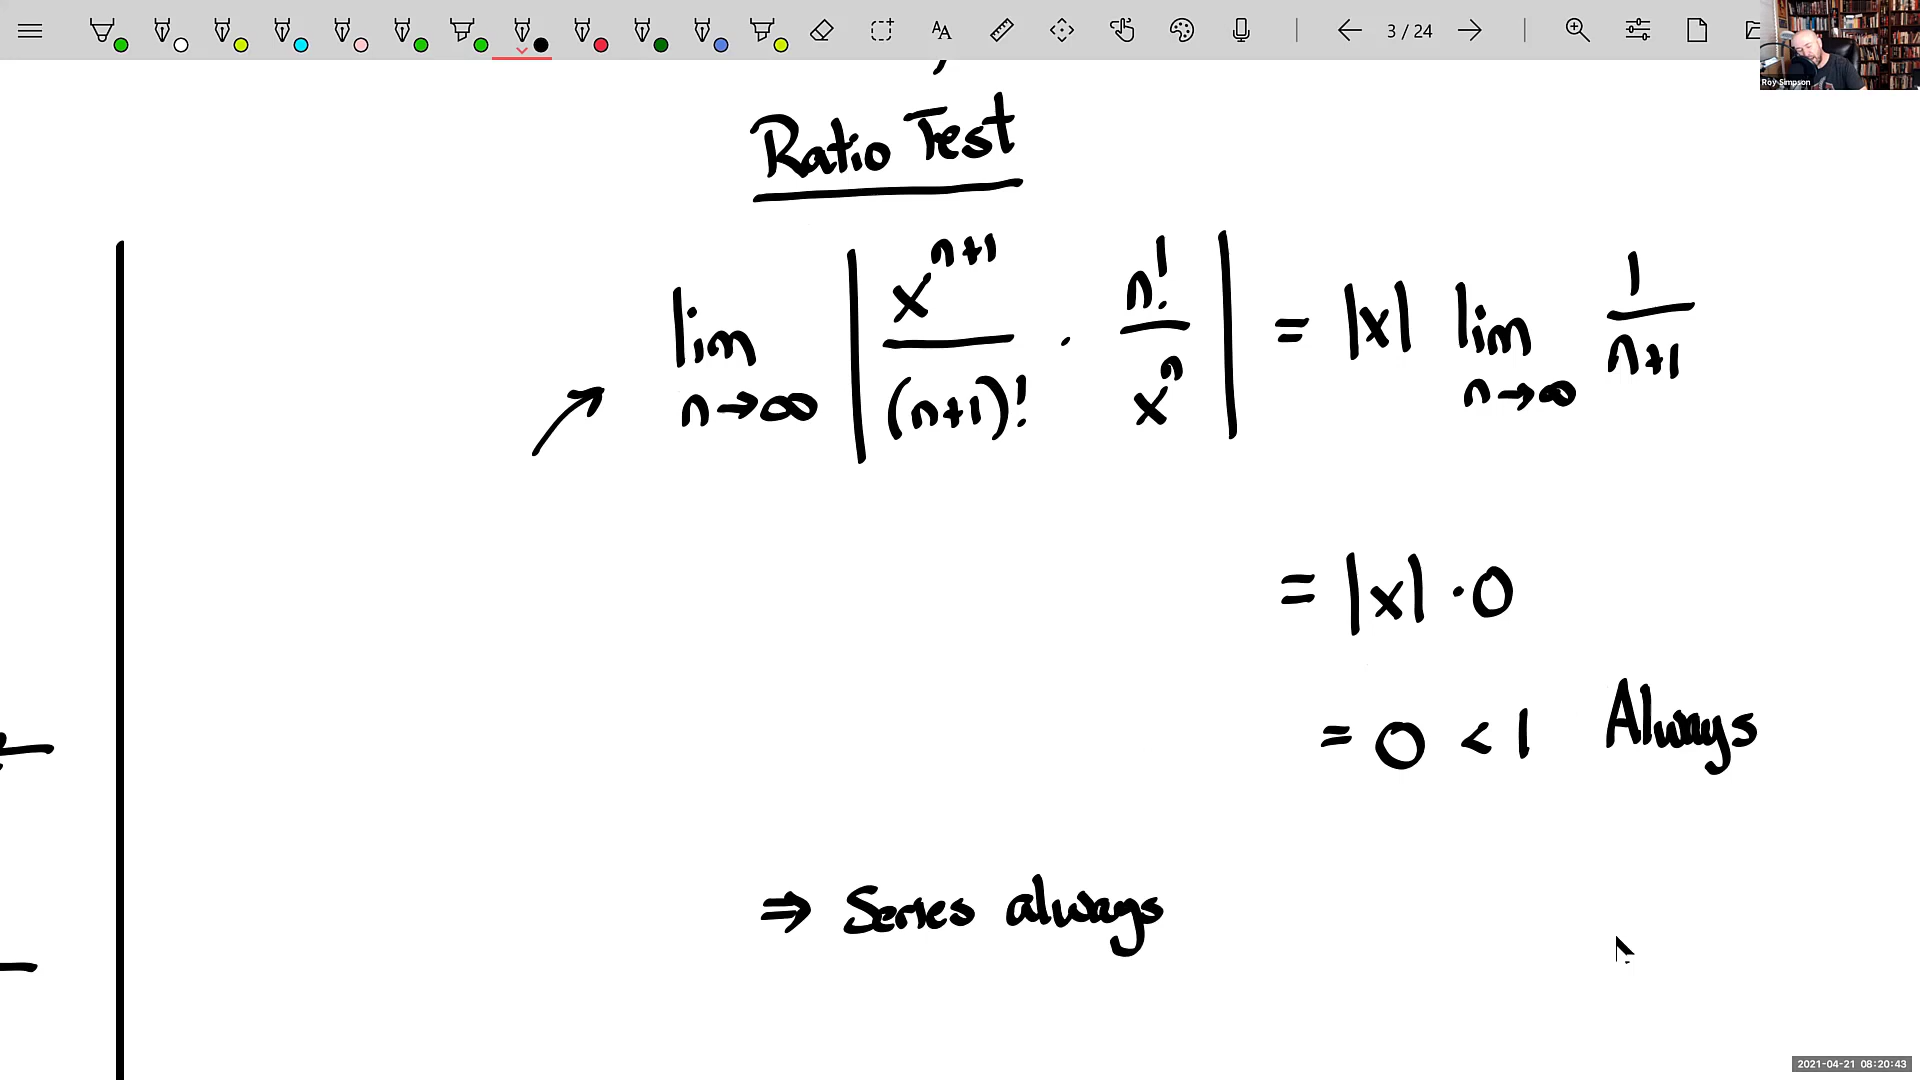 3 / 24
Roy Simpson
Ratio Test
lim n→∞ | x^(n+1) / (n+1)! · n! / x^n | = |x| lim n→∞ 1 / (n+1)
= |x| · 0
= 0 < 1 Always
⇒ Series always
2021-04-21 08:20:43